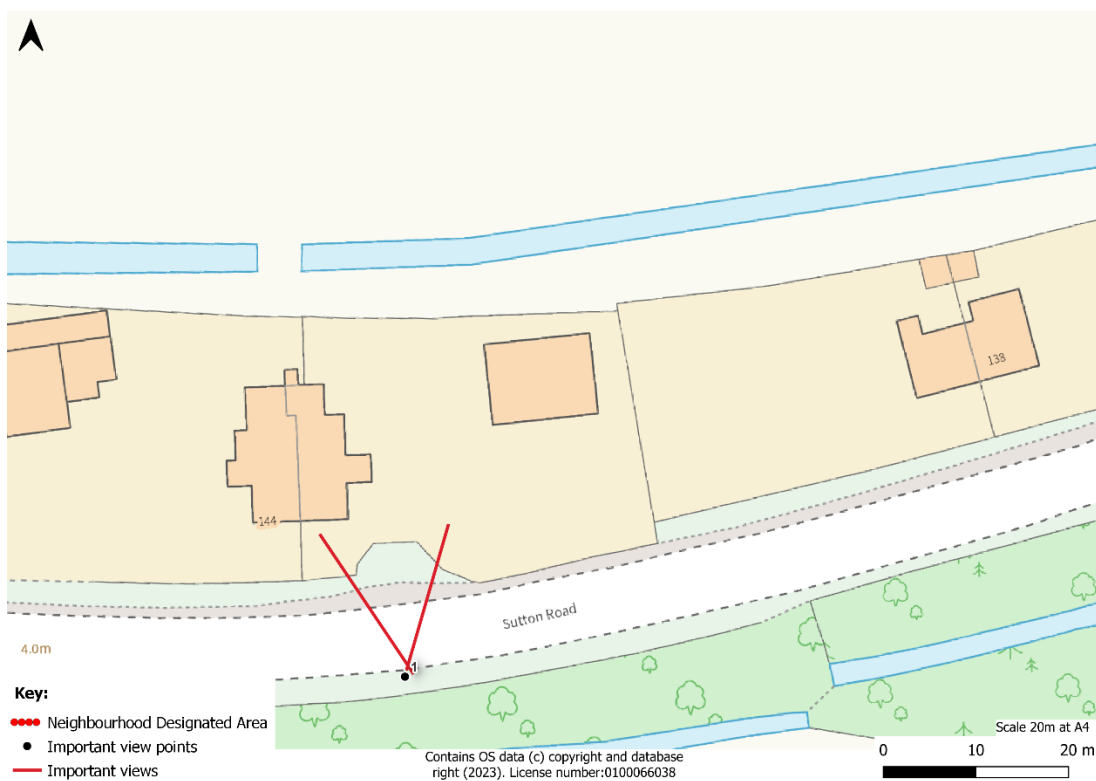 138
144
Sutton Road
1
4.0m
Key:
Neighbourhood Designated Area
Important view points
Important views
Contains OS data (c) copyright and database
right (2023). License number:0100066038
Scale 20m at A4
0 10 20 m